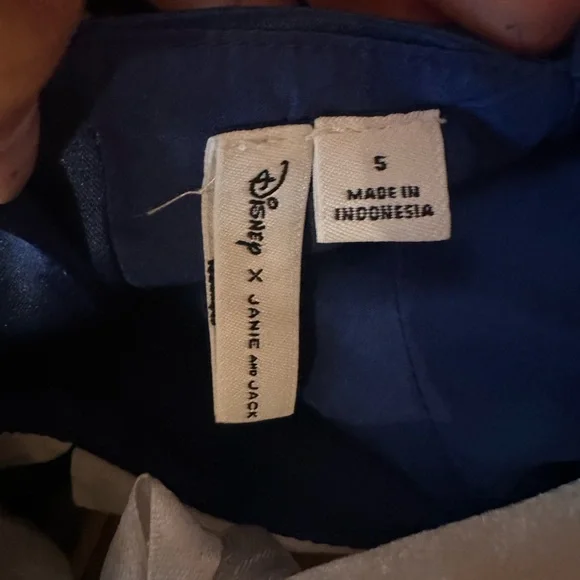 Disney X JANIE AND JACK
5
MADE IN
INDONESIA